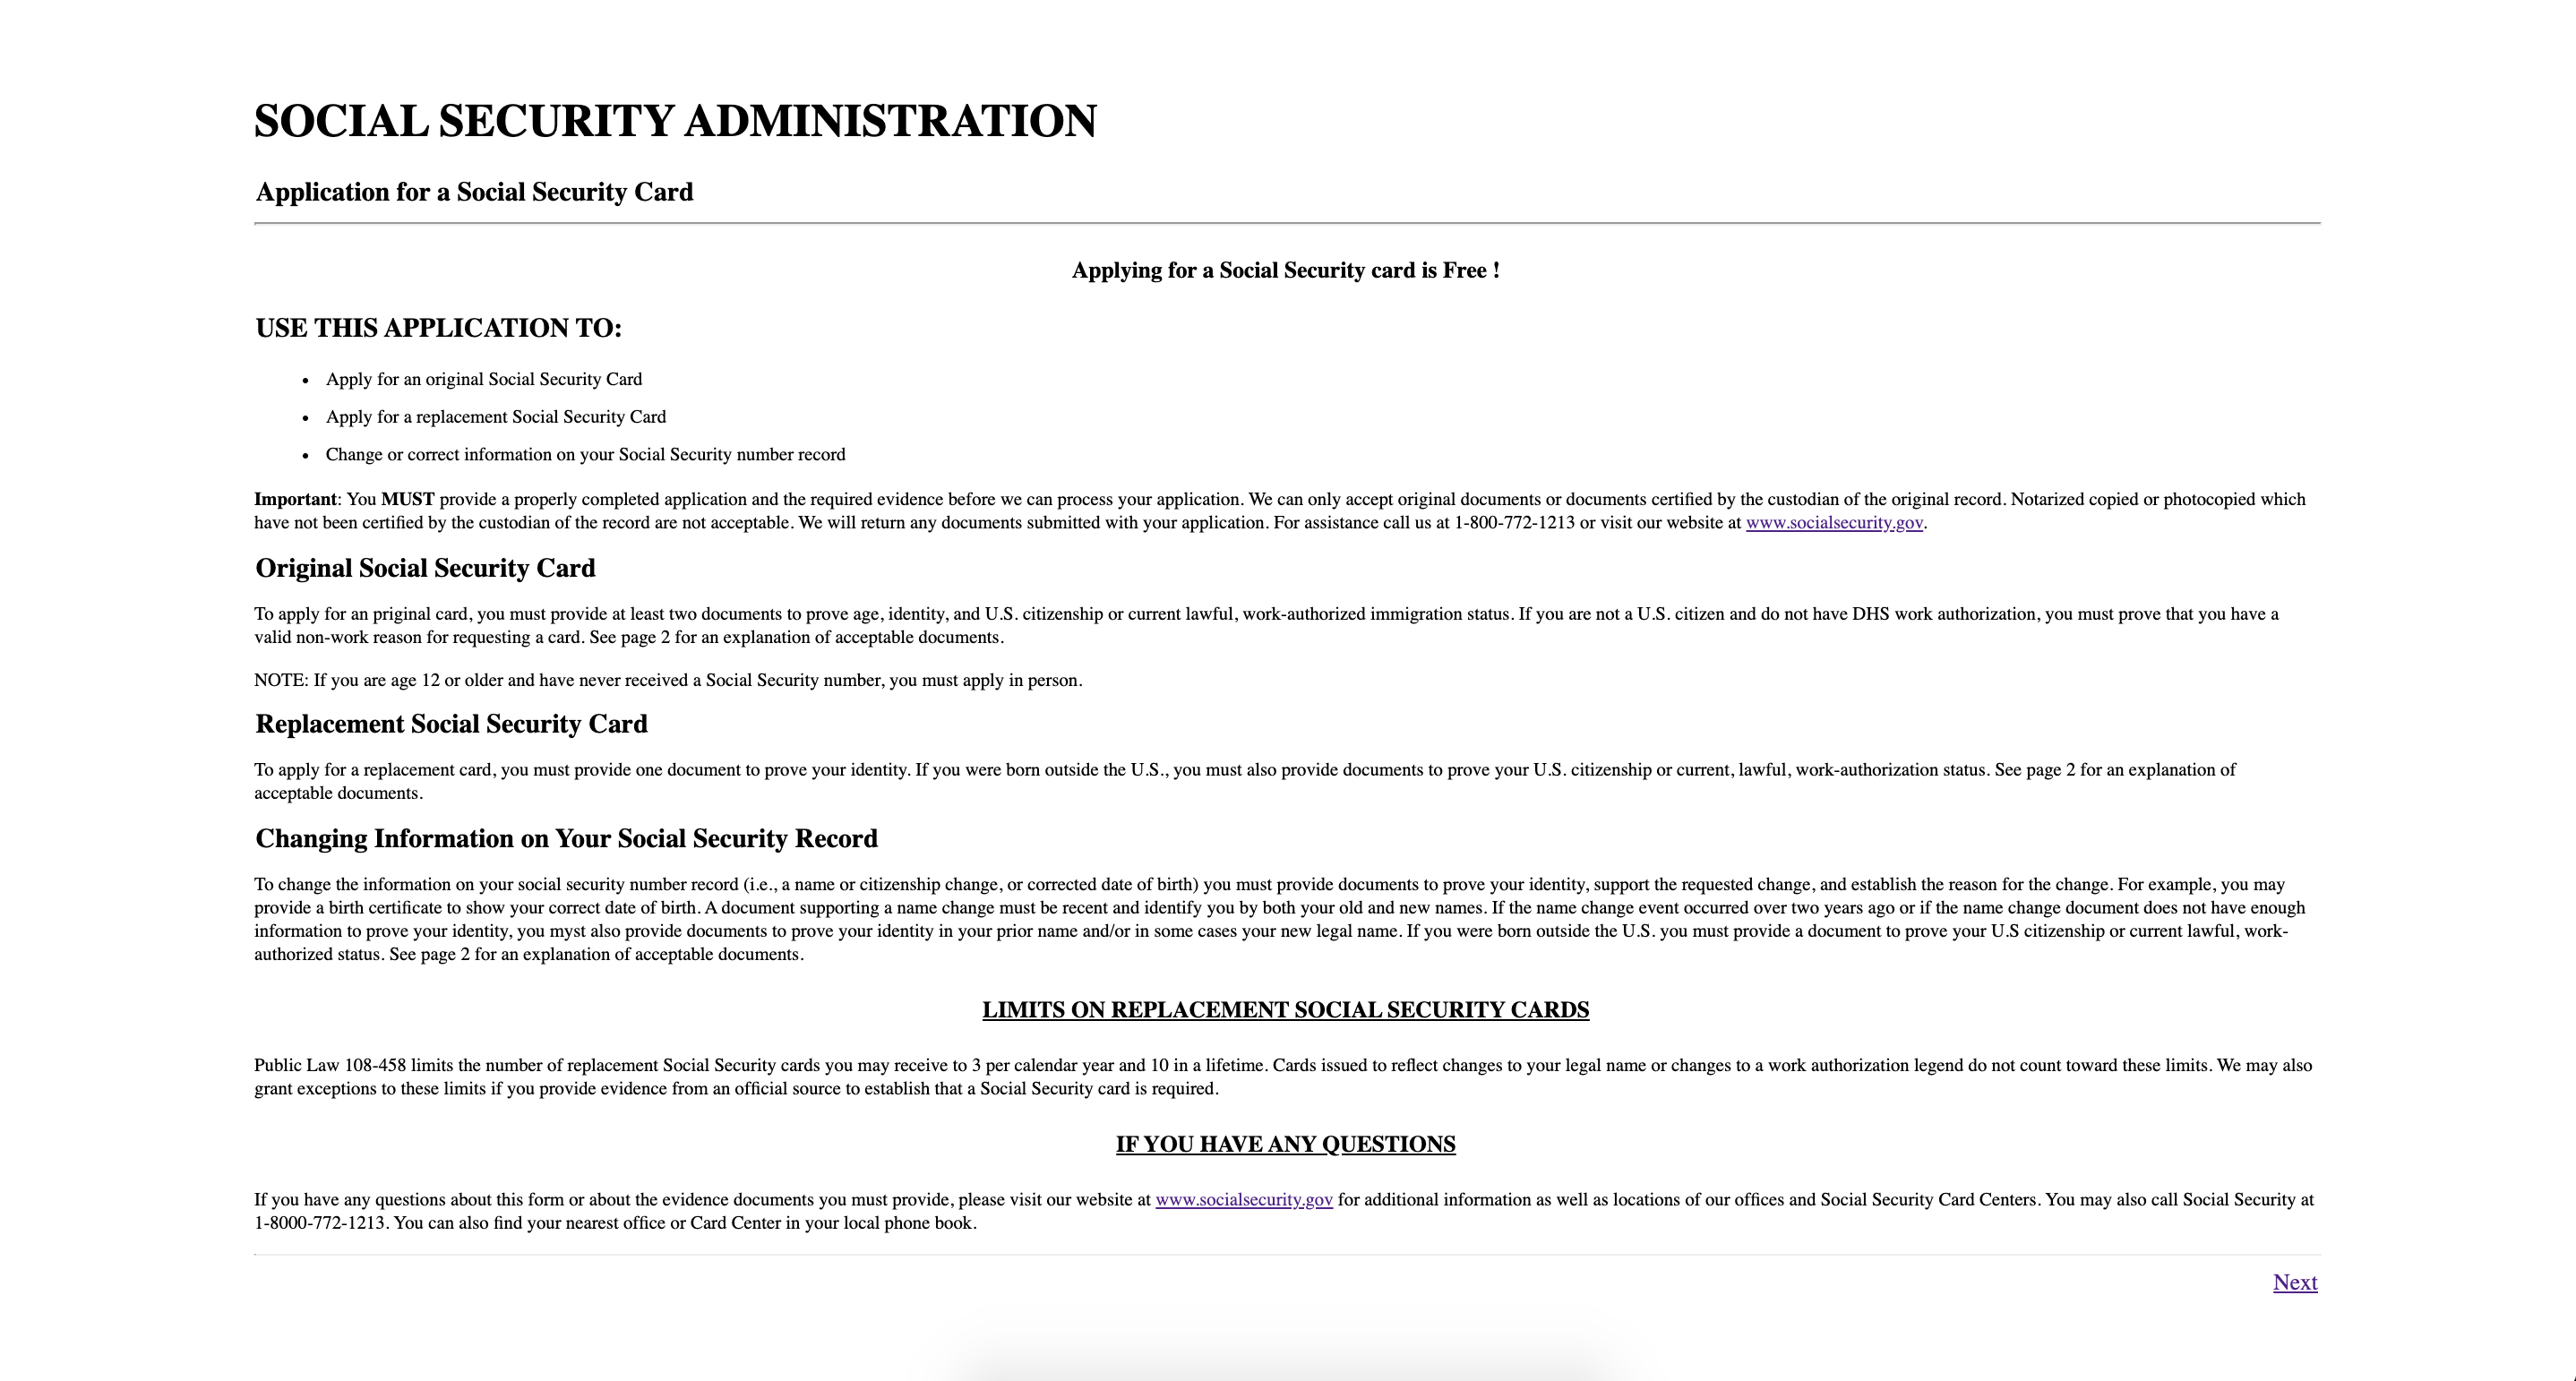 SOCIAL SECURITY ADMINISTRATION
Application for a Social Security Card
Applying for a Social Security card is Free !
USE THIS APPLICATION TO:
• Apply for an original Social Security Card
• Apply for a replacement Social Security Card
• Change or correct information on your Social Security number record
Important: You MUST provide a properly completed application and the required evidence before we can process your application. We can only accept original documents or documents certified by the custodian of the original record. Notarized copied or photocopied which
have not been certified by the custodian of the record are not acceptable. We will return any documents submitted with your application. For assistance call us at 1-800-772-1213 or visit our website at www.socialsecurity.gov.
Original Social Security Card
To apply for an priginal card, you must provide at least two documents to prove age, identity, and U.S. citizenship or current lawful, work-authorized immigration status. If you are not a U.S. citizen and do not have DHS work authorization, you must prove that you have a
valid non-work reason for requesting a card. See page 2 for an explanation of acceptable documents.
NOTE: If you are age 12 or older and have never received a Social Security number, you must apply in person.
Replacement Social Security Card
To apply for a replacement card, you must provide one document to prove your identity. If you were born outside the U.S., you must also provide documents to prove your U.S. citizenship or current, lawful, work-authorization status. See page 2 for an explanation of
acceptable documents.
Changing Information on Your Social Security Record
To change the information on your social security number record (i.e., a name or citizenship change, or corrected date of birth) you must provide documents to prove your identity, support the requested change, and establish the reason for the change. For example, you may
provide a birth certificate to show your correct date of birth. A document supporting a name change must be recent and identify you by both your old and new names. If the name change event occurred over two years ago or if the name change document does not have enough
information to prove your identity, you myst also provide documents to prove your identity in your prior name and/or in some cases your new legal name. If you were born outside the U.S. you must provide a document to prove your U.S citizenship or current lawful, work-
authorized status. See page 2 for an explanation of acceptable documents.
LIMITS ON REPLACEMENT SOCIAL SECURITY CARDS
Public Law 108-458 limits the number of replacement Social Security cards you may receive to 3 per calendar year and 10 in a lifetime. Cards issued to reflect changes to your legal name or changes to a work authorization legend do not count toward these limits. We may also
grant exceptions to these limits if you provide evidence from an official source to establish that a Social Security card is required.
IF YOU HAVE ANY QUESTIONS
If you have any questions about this form or about the evidence documents you must provide, please visit our website at www.socialsecurity.gov for additional information as well as locations of our offices and Social Security Card Centers. You may also call Social Security at
1-8000-772-1213. You can also find your nearest office or Card Center in your local phone book.
Next